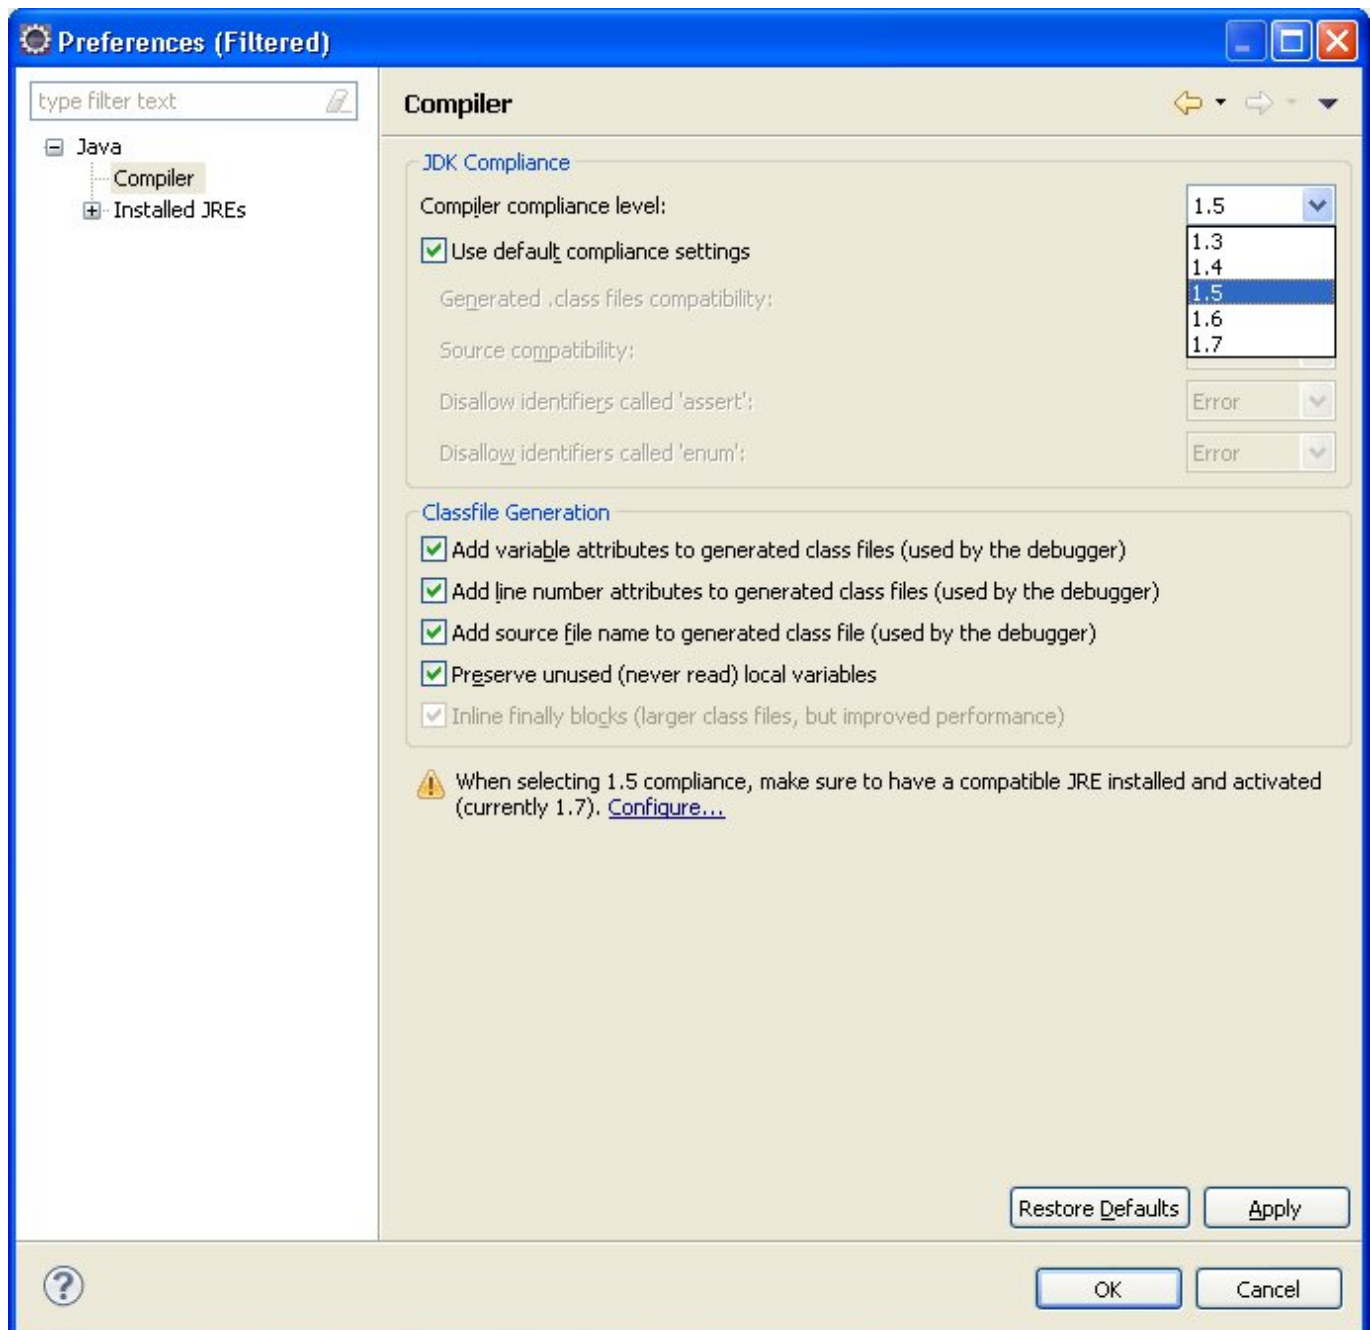 Preferences (Filtered)
type filter text
Java
Compiler
Installed JREs
Compiler
JDK Compliance
Compiler compliance level:
1.5
Use default compliance settings
1.3
1.4
1.5
1.6
1.7
Generated .class files compatibility:
Source compatibility:
Disallow identifiers called 'assert':
Error
Disallow identifiers called 'enum':
Error
Classfile Generation
Add variable attributes to generated class files (used by the debugger)
Add line number attributes to generated class files (used by the debugger)
Add source file name to generated class file (used by the debugger)
Preserve unused (never read) local variables
Inline finally blocks (larger class files, but improved performance)
When selecting 1.5 compliance, make sure to have a compatible JRE installed and activated
(currently 1.7). Configure...
Restore Defaults
Apply
?
OK
Cancel